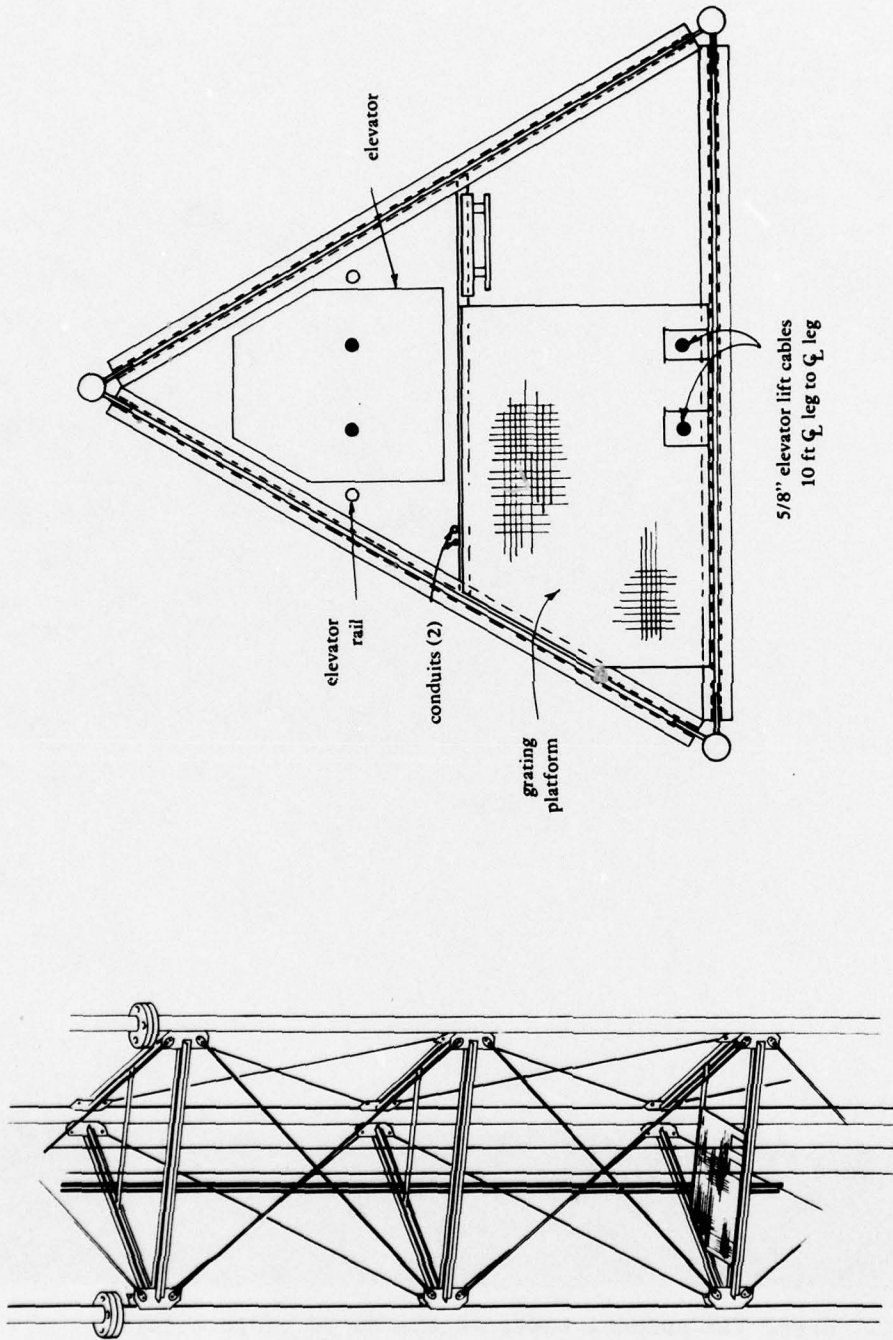 elevator
elevator
rail
conduits (2)
grating
platform
5/8” elevator lift cables
10 ft ℄ leg to ℄ leg